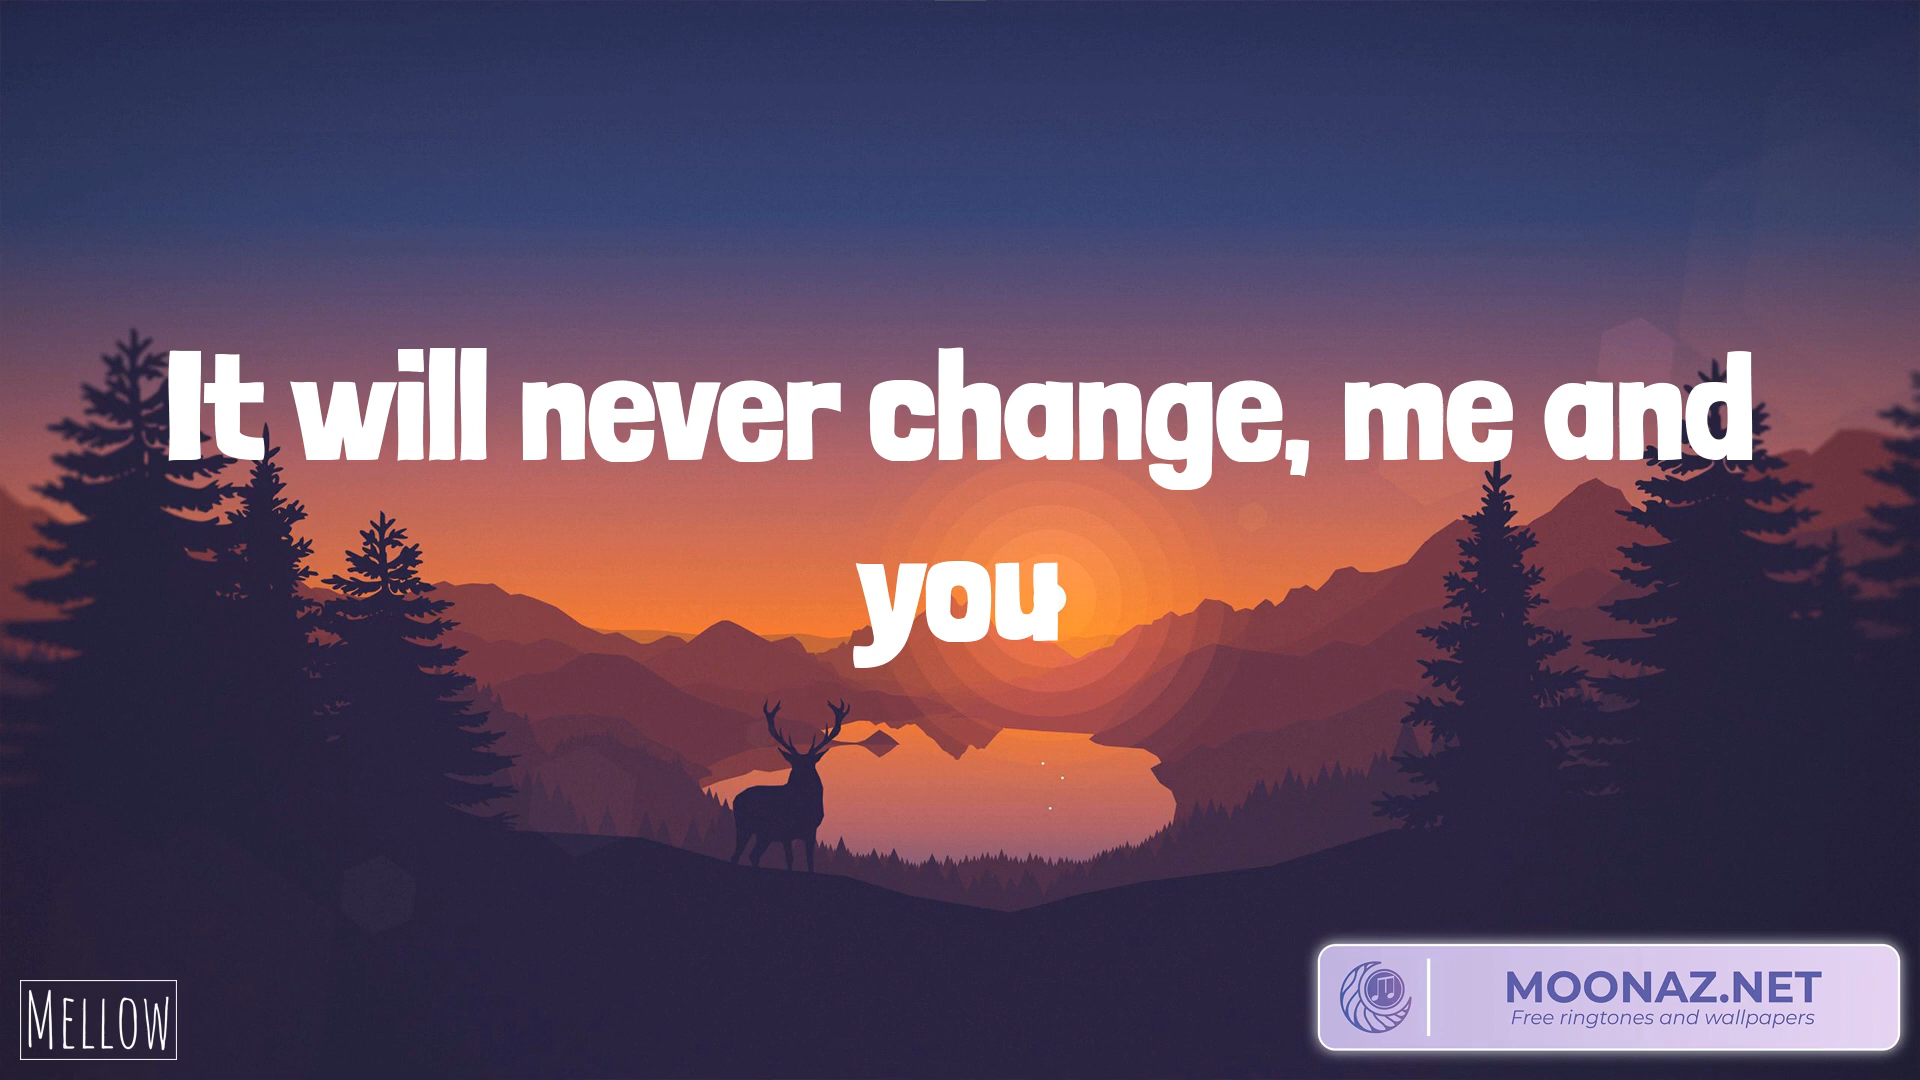 It will never change, me and
you
MELLOW
MOONAZ.NET
Free ringtones and wallpapers